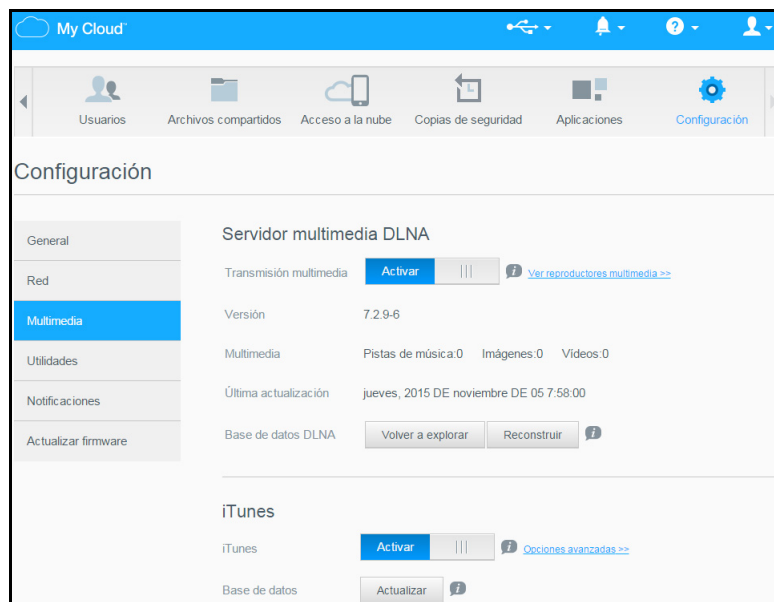 My Cloud™
Usuarios Archivos compartidos Acceso a la nube Copias de seguridad Aplicaciones Configuración
Configuración
General
Red
Multimedia
Utilidades
Notificaciones
Actualizar firmware
Servidor multimedia DLNA
Transmisión multimedia Activar Ver reproductores multimedia >>
Versión 7.2.9-6
Multimedia Pistas de música:0 Imágenes:0 Vídeos:0
Última actualización jueves, 2015 DE noviembre DE 05 7:58:00
Base de datos DLNA Volver a explorar Reconstruir
iTunes
iTunes Activar Opciones avanzadas >>
Base de datos Actualizar